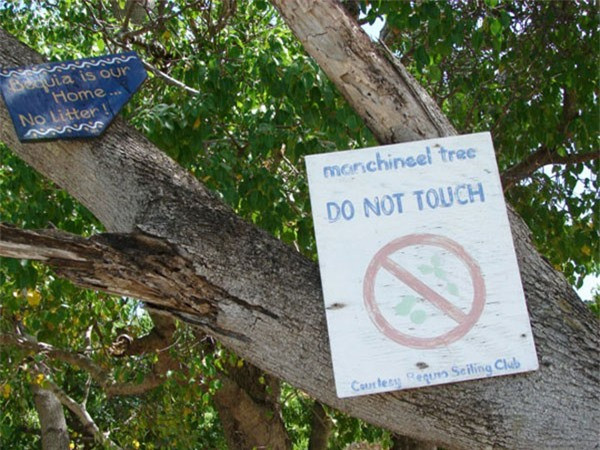 Bequia is our
Home...
No Litter!
manchineel tree
DO NOT TOUCH
Courtesy Bequia Sailing Club